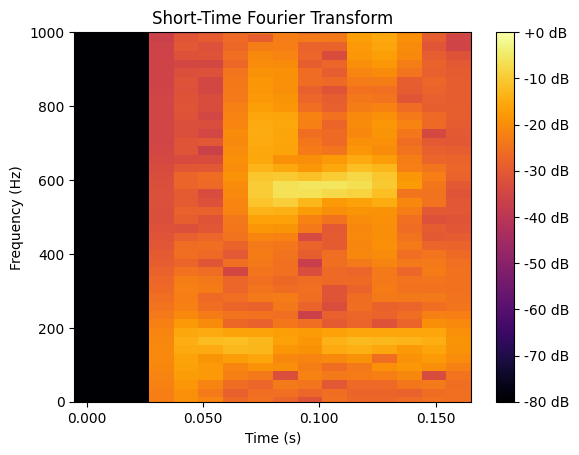 Short-Time Fourier Transform
1000
800
600
400
200
0
Frequency (Hz)
0.000
0.050
0.100
0.150
Time (s)
+0 dB
-10 dB
-20 dB
-30 dB
-40 dB
-50 dB
-60 dB
-70 dB
-80 dB